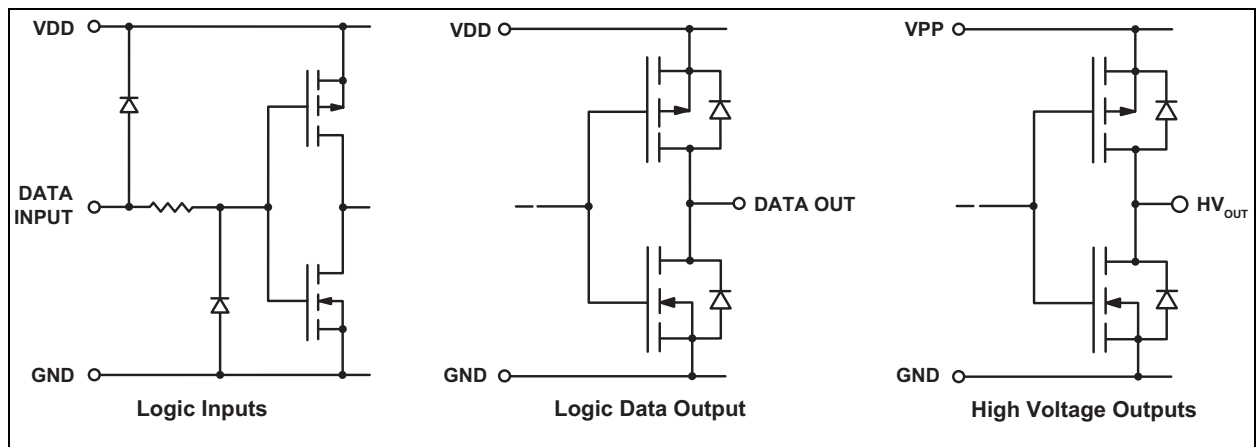 VDD
DATA
INPUT
GND
Logic Inputs
VDD
DATA OUT
GND
Logic Data Output
VPP
HVOUT
GND
High Voltage Outputs